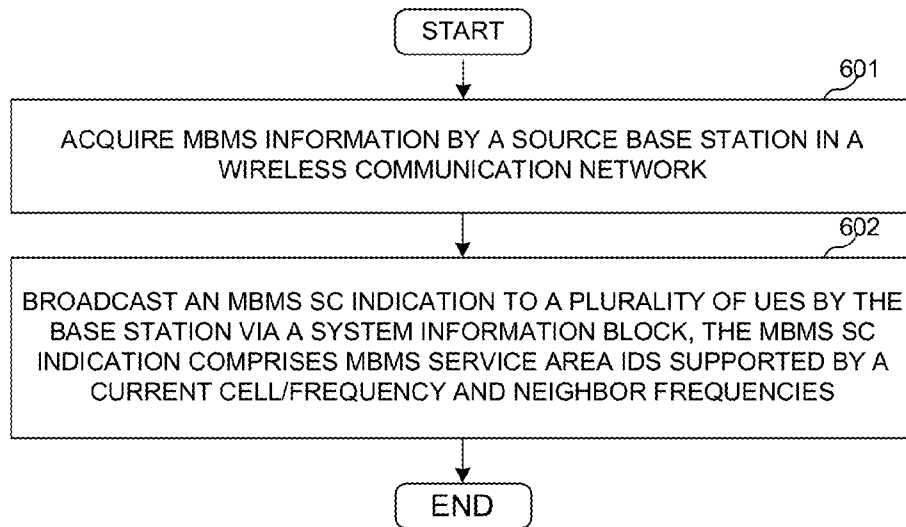 START
601
ACQUIRE MBMS INFORMATION BY A SOURCE BASE STATION IN A
WIRELESS COMMUNICATION NETWORK
602
BROADCAST AN MBMS SC INDICATION TO A PLURALITY OF UES BY THE
BASE STATION VIA A SYSTEM INFORMATION BLOCK, THE MBMS SC
INDICATION COMPRISES MBMS SERVICE AREA IDS SUPPORTED BY A
CURRENT CELL/FREQUENCY AND NEIGHBOR FREQUENCIES
END